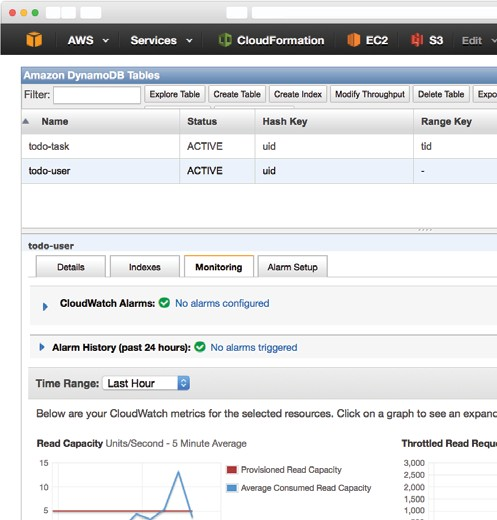 AWS Services CloudFormation EC2 S3 Edit
Amazon DynamoDB Tables
Filter: Explore Table Create Table Create Index Modify Throughput Delete Table Expo
Name Status Hash Key Range Key
todo-task ACTIVE uid tid
todo-user ACTIVE uid -
todo-user
Details Indexes Monitoring Alarm Setup
CloudWatch Alarms: No alarms configured
Alarm History (past 24 hours): No alarms triggered
Time Range: Last Hour
Below are your CloudWatch metrics for the selected resources. Click on a graph to see an expanc
Read Capacity Units/Second - 5 Minute Average Throttled Read Reque
15 Provisioned Read Capacity 3,000
2,500
10 Average Consumed Read Capacity 2,000
1,500
5 1,000
500